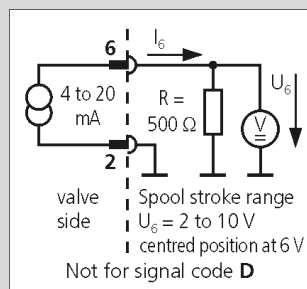 6
I₆
4 to 20
mA
R =
500 Ω
U₆
V
2
valve
side
Spool stroke range
U₆ = 2 to 10 V
centred position at 6 V
Not for signal code D